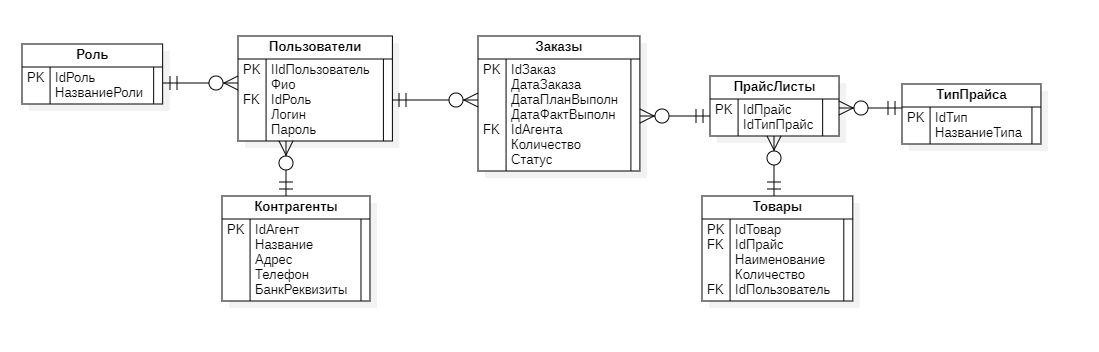 Роль
PK IdРоль
НазваниеРоли
Пользователи
PK IIdПользователь
Фио
FK IdРоль
Логин
Пароль
Заказы
PK IdЗаказ
ДатаЗаказа
ДатаПланВыполн
ДатаФактВыполн
FK IdАгента
Количество
Статус
ПрайсЛисты
PK IdПрайс
IdТипПрайс
ТипПрайса
PK IdТип
НазваниеТипа
Контрагенты
PK IdАгент
Название
Адрес
Телефон
БанкРеквизиты
Товары
PK IdТовар
FK IdПрайс
Наименование
Количество
FK IdПользователь